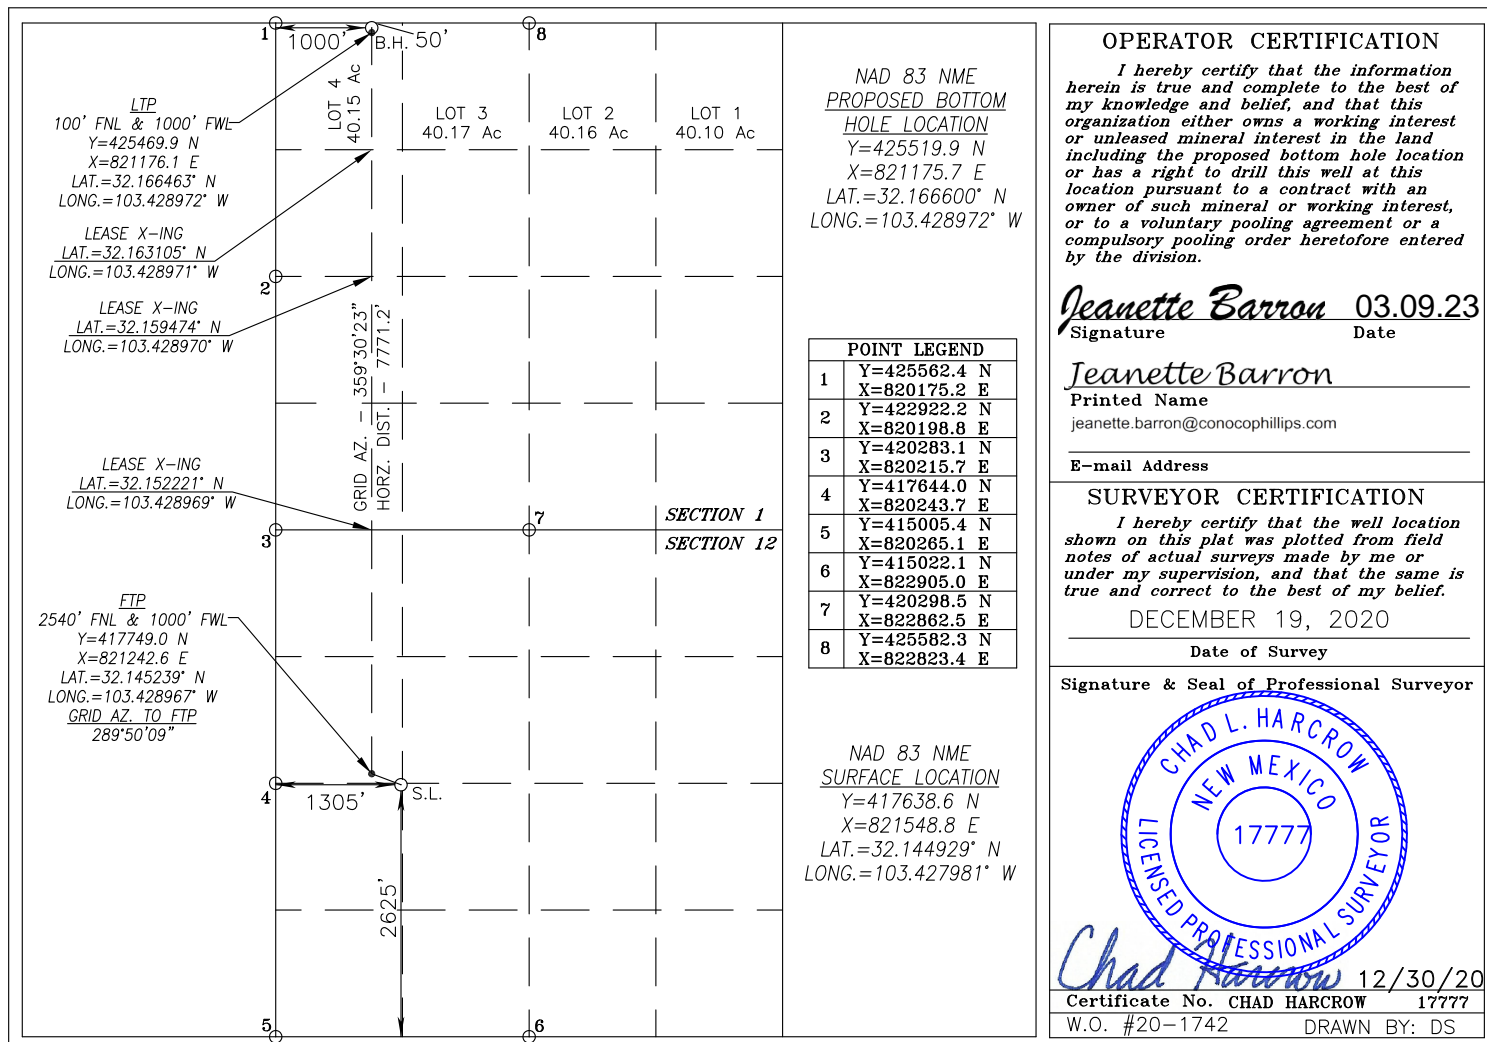 1
1000'
B.H.
50'
8
LOT 4
40.15 Ac
LOT 3
40.17 Ac
LOT 2
40.16 Ac
LOT 1
40.10 Ac
LTP
100' FNL & 1000' FWL
Y=425469.9 N
X=821176.1 E
LAT.=32.166463° N
LONG.=103.428972° W
LEASE X-ING
LAT.=32.163105° N
LONG.=103.428971° W
2
LEASE X-ING
LAT.=32.159474° N
LONG.=103.428970° W
GRID AZ. - 359°30'23"
HORZ. DIST. - 7771.2'
LEASE X-ING
LAT.=32.152221° N
LONG.=103.428969° W
3
7
SECTION 1
SECTION 12
FTP
2540' FNL & 1000' FWL
Y=417749.0 N
X=821242.6 E
LAT.=32.145239° N
LONG.=103.428967° W
GRID AZ. TO FTP
289°50'09"
4
1305'
S.L.
2625'
5
6
NAD 83 NME
PROPOSED BOTTOM
HOLE LOCATION
Y=425519.9 N
X=821175.7 E
LAT.=32.166600° N
LONG.=103.428972° W
POINT LEGEND
1 Y=425562.4 N
X=820175.2 E
2 Y=422922.2 N
X=820198.8 E
3 Y=420283.1 N
X=820215.7 E
4 Y=417644.0 N
X=820243.7 E
5 Y=415005.4 N
X=820265.1 E
6 Y=415022.1 N
X=822905.0 E
7 Y=420298.5 N
X=822862.5 E
8 Y=425582.3 N
X=822823.4 E
NAD 83 NME
SURFACE LOCATION
Y=417638.6 N
X=821548.8 E
LAT.=32.144929° N
LONG.=103.427981° W
OPERATOR CERTIFICATION
I hereby certify that the information
herein is true and complete to the best of
my knowledge and belief, and that this
organization either owns a working interest
or unleased mineral interest in the land
including the proposed bottom hole location
or has a right to drill this well at this
location pursuant to a contract with an
owner of such mineral or working interest,
or to a voluntary pooling agreement or a
compulsory pooling order heretofore entered
by the division.
Jeanette Barron 03.09.23
Signature Date
Jeanette Barron
Printed Name
jeanette.barron@conocophillips.com
E-mail Address
SURVEYOR CERTIFICATION
I hereby certify that the well location
shown on this plat was plotted from field
notes of actual surveys made by me or
under my supervision, and that the same is
true and correct to the best of my belief.
DECEMBER 19, 2020
Date of Survey
Signature & Seal of Professional Surveyor
CHAD L. HARCROW
NEW MEXICO
17777
LICENSED PROFESSIONAL SURVEYOR
Chad Harcrow 12/30/20
Certificate No. CHAD HARCROW 17777
W.O. #20-1742 DRAWN BY: DS